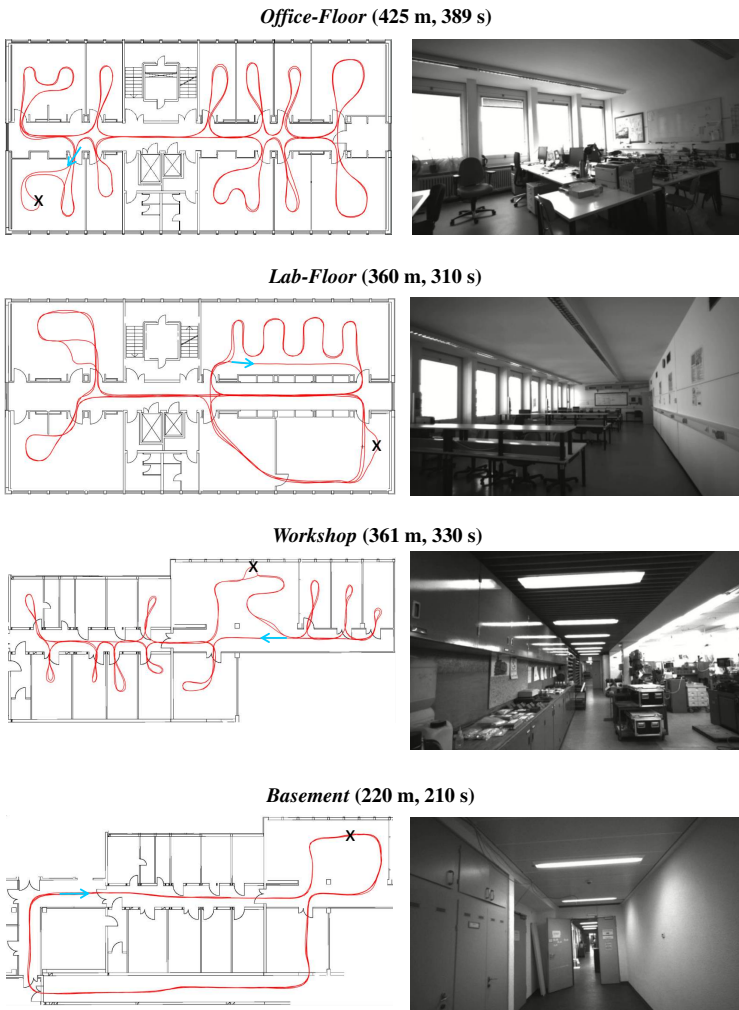 Office-Floor (425 m, 389 s)
X
Lab-Floor (360 m, 310 s)
X
Workshop (361 m, 330 s)
X
Basement (220 m, 210 s)
X